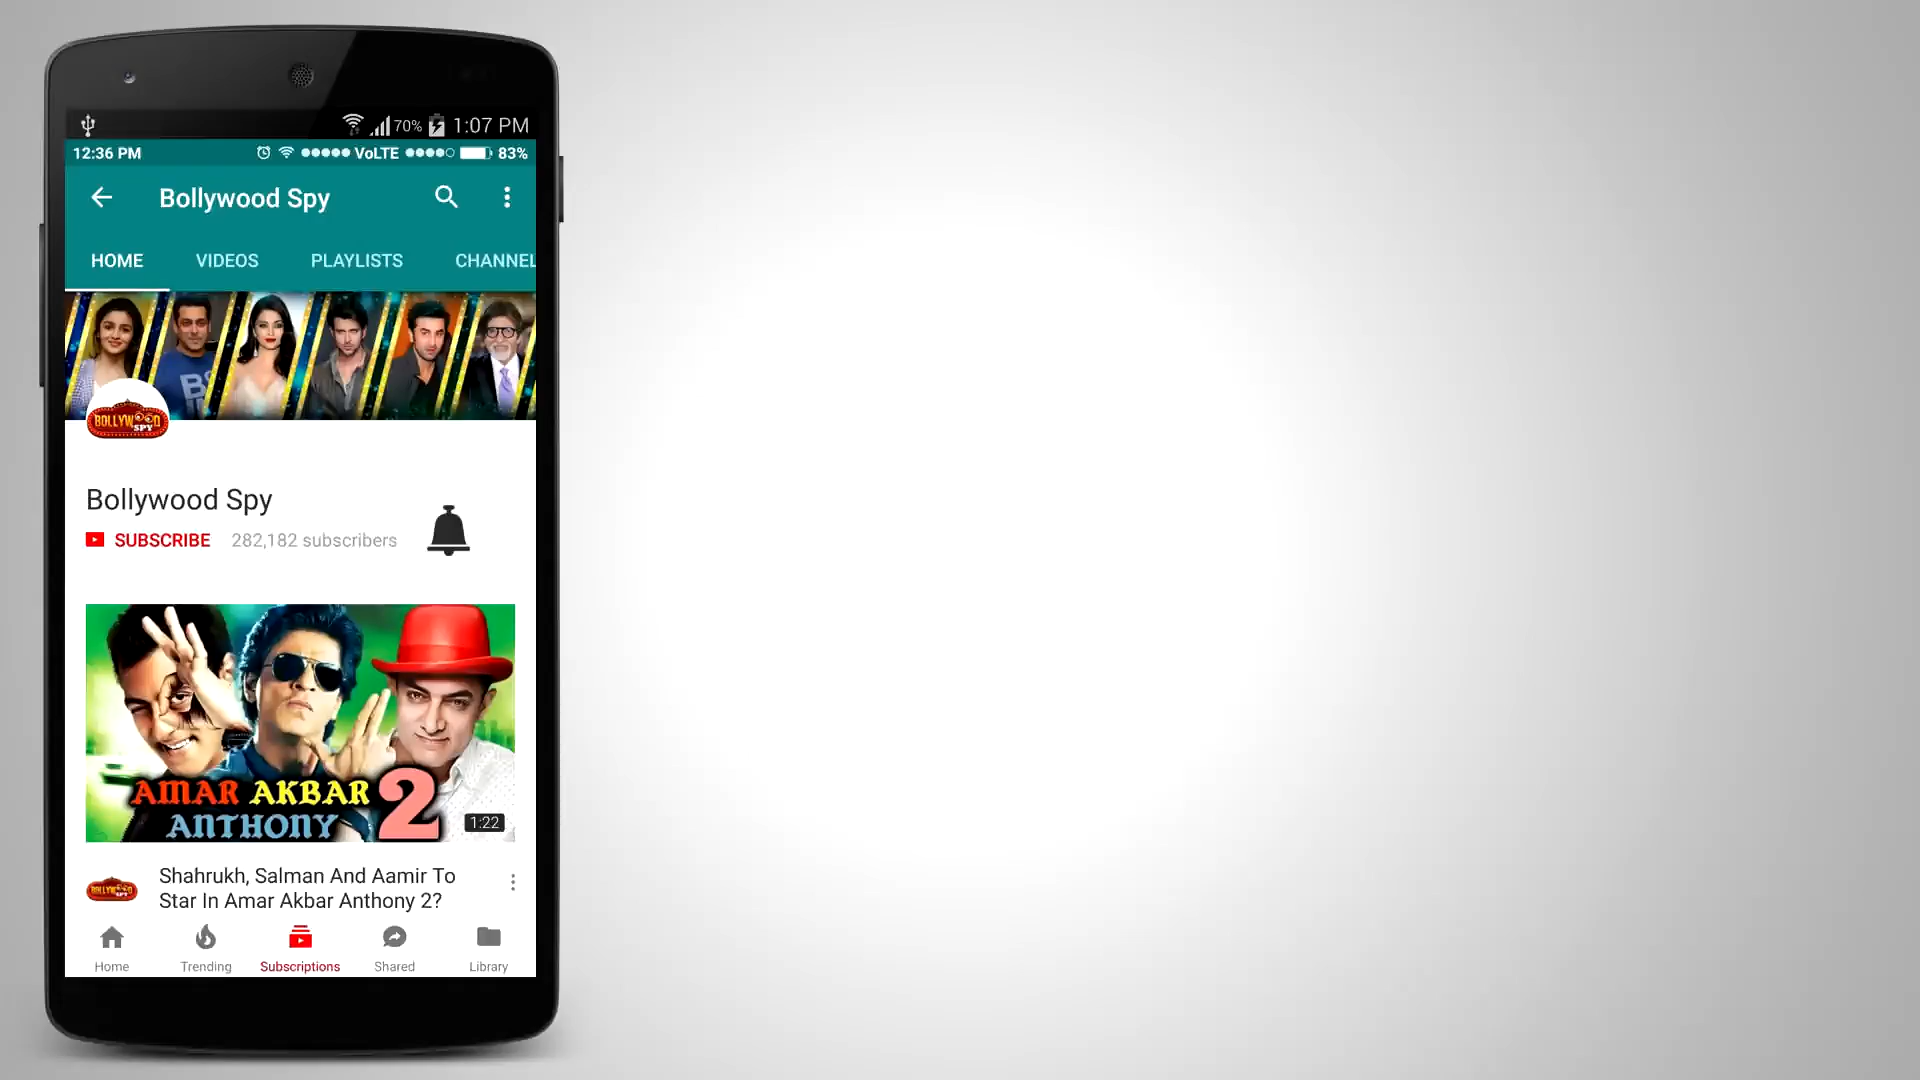 70% 1:07 PM
12:36 PM VoLTE 83%
Bollywood Spy
HOME VIDEOS PLAYLISTS CHANNEL
BOLLYWOOD
SPY
Bollywood Spy
SUBSCRIBE 282,182 subscribers
AMAR AKBAR
ANTHONY 2
1:22
Shahrukh, Salman And Aamir To
Star In Amar Akbar Anthony 2?
BOLLYWOOD
SPY
Home Trending Subscriptions Shared Library